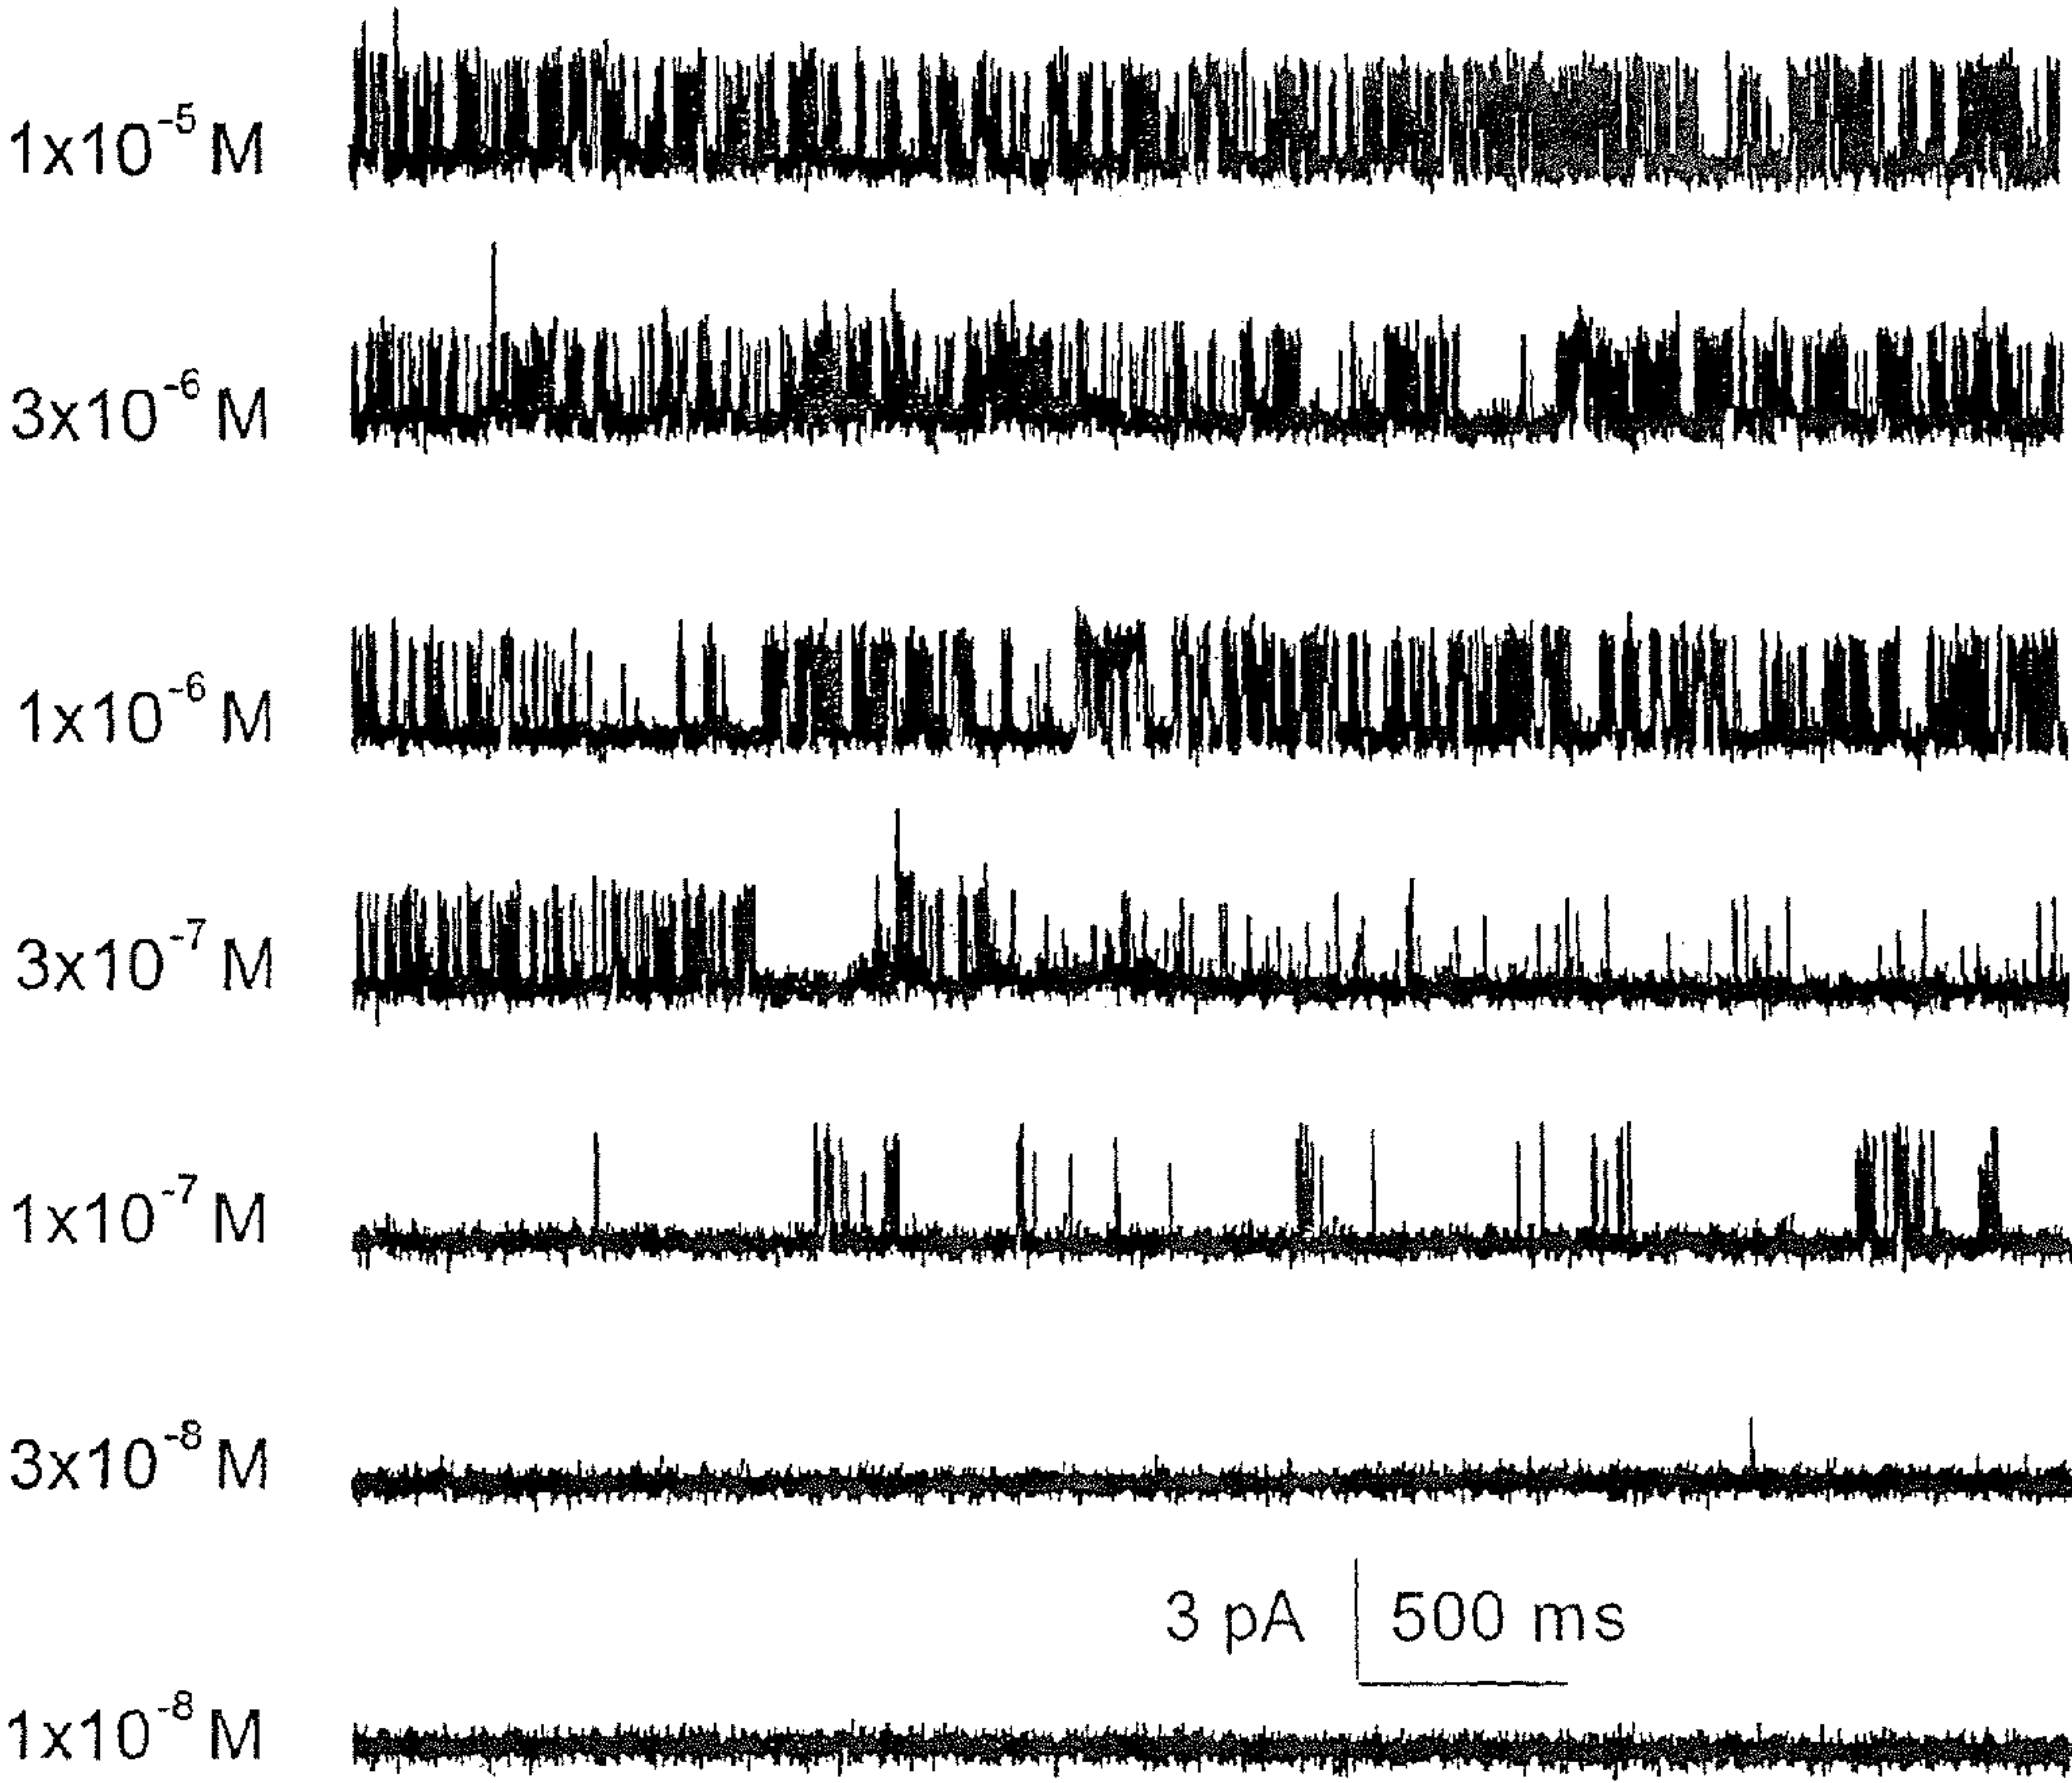 1x10⁻⁵ M
3x10⁻⁶ M
1x10⁻⁶ M
3x10⁻⁷ M
1x10⁻⁷ M
3x10⁻⁸ M
3 pA 500 ms
1x10⁻⁸ M